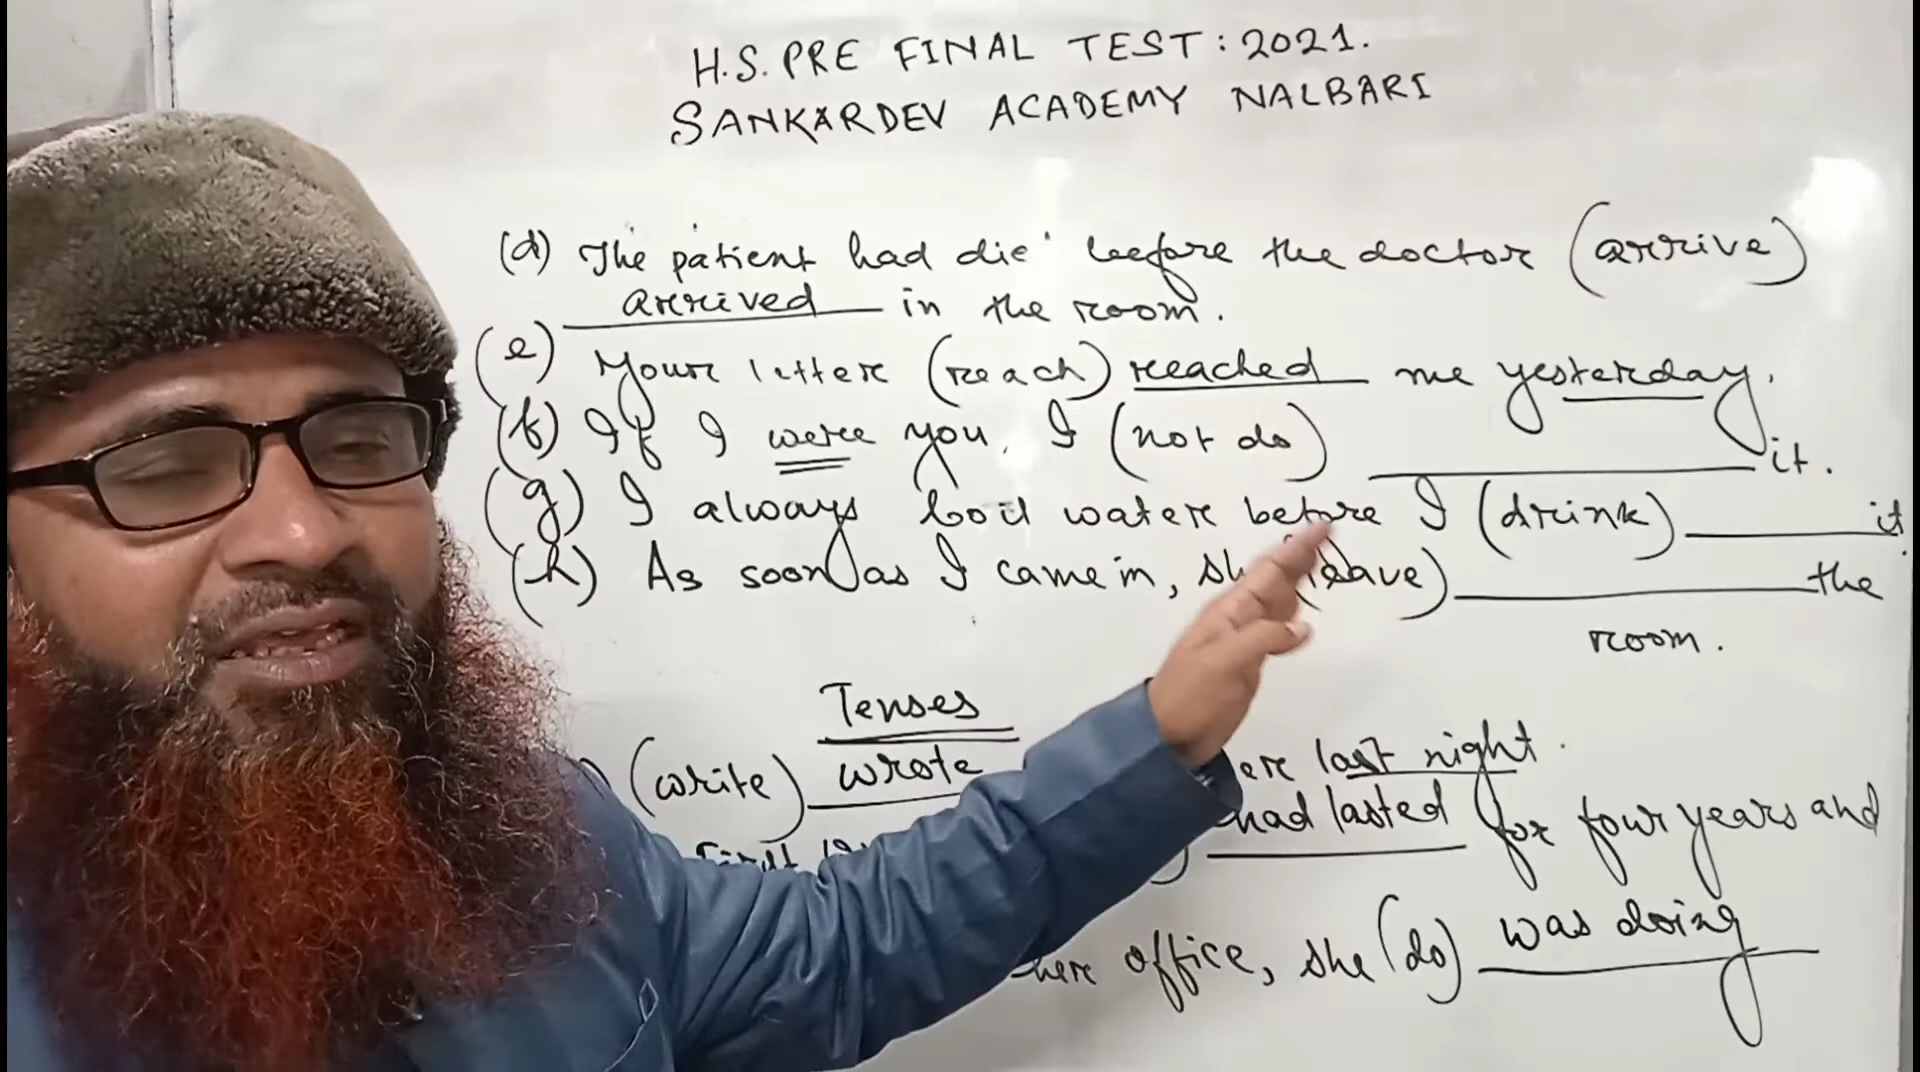 H.S. PRE FINAL TEST: 2021.
SANKARDEV ACADEMY NALBARI
(d) The patient had die before the doctor (arrive)
arrived in the room.
(e) Your letter (reach) reached me yesterday.
(f) If I were you, I (not do) it.
(g) I always boil water before I (drink) it
(h) As soon as I came in, (leave) the
room.
Tenses
(write) wrote last night.
had lasted for four years and
office, she (do) was doing